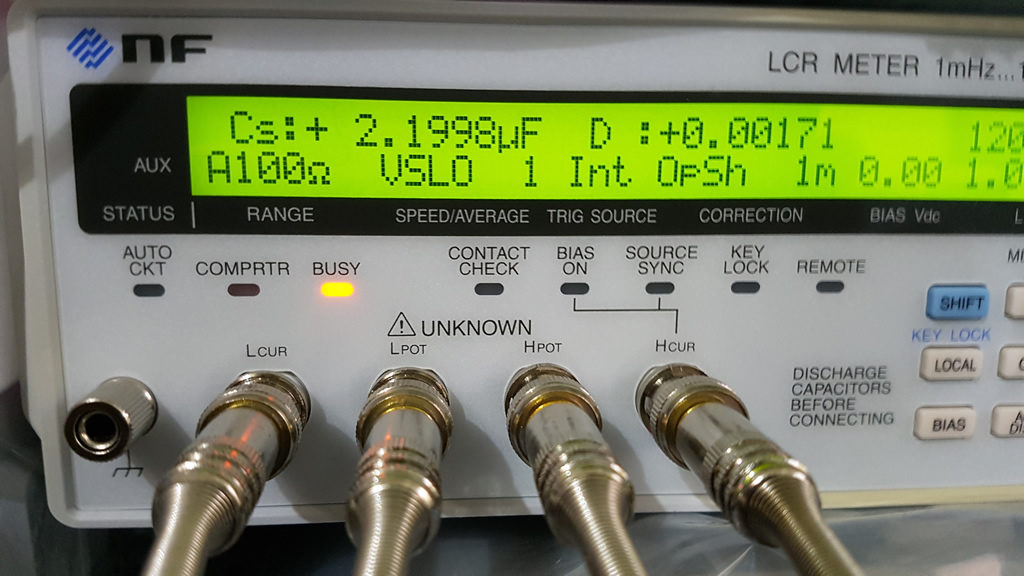 NF
LCR METER 1mHz...1
Cs:+ 2.1998µF D :+0.00171 120
AUX
A100Ω VSLO 1 Int OpSh 1m 0.00 1.0
STATUS RANGE SPEED/AVERAGE TRIG SOURCE CORRECTION BIAS Vdc L
AUTO CKT
COMPRTR
BUSY
CONTACT CHECK
BIAS ON
SOURCE SYNC
KEY LOCK
REMOTE
SHIFT
KEY LOCK
UNKNOWN
LCUR
LPOT
HPOT
HCUR
LOCAL
DISCHARGE
CAPACITORS
BEFORE
CONNECTING
BIAS